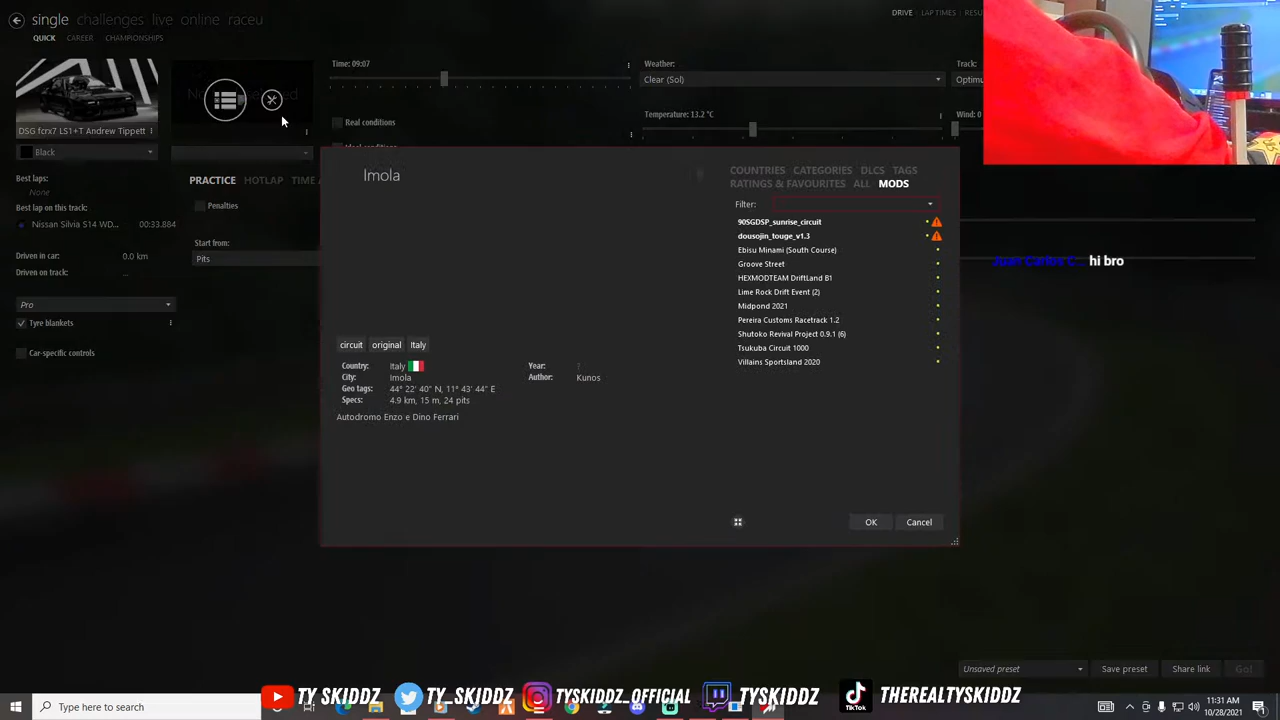 single challenges live online raceu
QUICK CAREER CHAMPIONSHIPS
DRIVE LAP TIMES
DSG fcrx7 LS1+T Andrew Tippett
Black
Time: 09:07
Weather:
Clear (Sol)
Track:
Real conditions
Temperature: 13.2 °C
Wind: 0
Best laps:
None
Best lap on this track:
Nissan Silvia S14 WD... 00:33.884
Driven in car: 0.0 km
Driven on track: ...
Pro
Tyre blankets
Car-specific controls
PRACTICE HOTLAP TIME
Penalties
Start from:
Pits
Imola
circuit original Italy
Country: Italy
City: Imola
Geo tags: 44° 22' 40" N, 11° 43' 44" E
Specs: 4.9 km, 15 m, 24 pits
Year: ?
Author: Kunos
Autodromo Enzo e Dino Ferrari
COUNTRIES CATEGORIES DLCS TAGS
RATINGS & FAVOURITES ALL MODS
Filter:
90SGDSP_sunrise_circuit
dousojin_touge_v1.3
Ebisu Minami (South Course)
Groove Street
HEXMODTEAM DriftLand B1
Lime Rock Drift Event (2)
Midpond 2021
Pereira Customs Racetrack 1.2
Shutoko Revival Project 0.9.1 (6)
Tsukuba Circuit 1000
Villains Sportsland 2020
OK Cancel
hi bro
Unsaved preset Save preset Share link Go!
Type here to search
TY SKIDDZ TY_SKIDDZ TYSKIDDZ_OFFICIAL TYSKIDDZ TikTok THEREALTYSKIDDZ
11:31 AM
10/28/2021